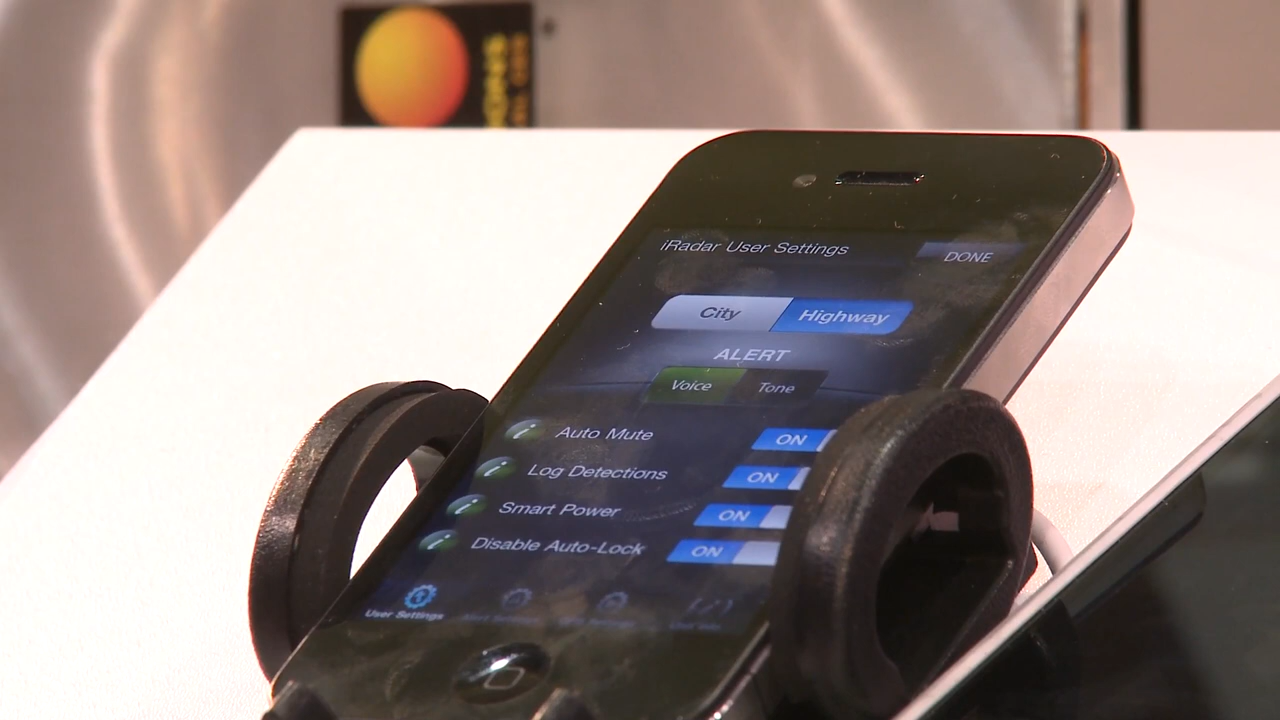 iRadar User Settings
DONE
City
Highway
ALERT
Voice
Tone
Auto Mute
ON
Log Detections
ON
Smart Power
ON
Disable Auto-Lock
ON
User Settings